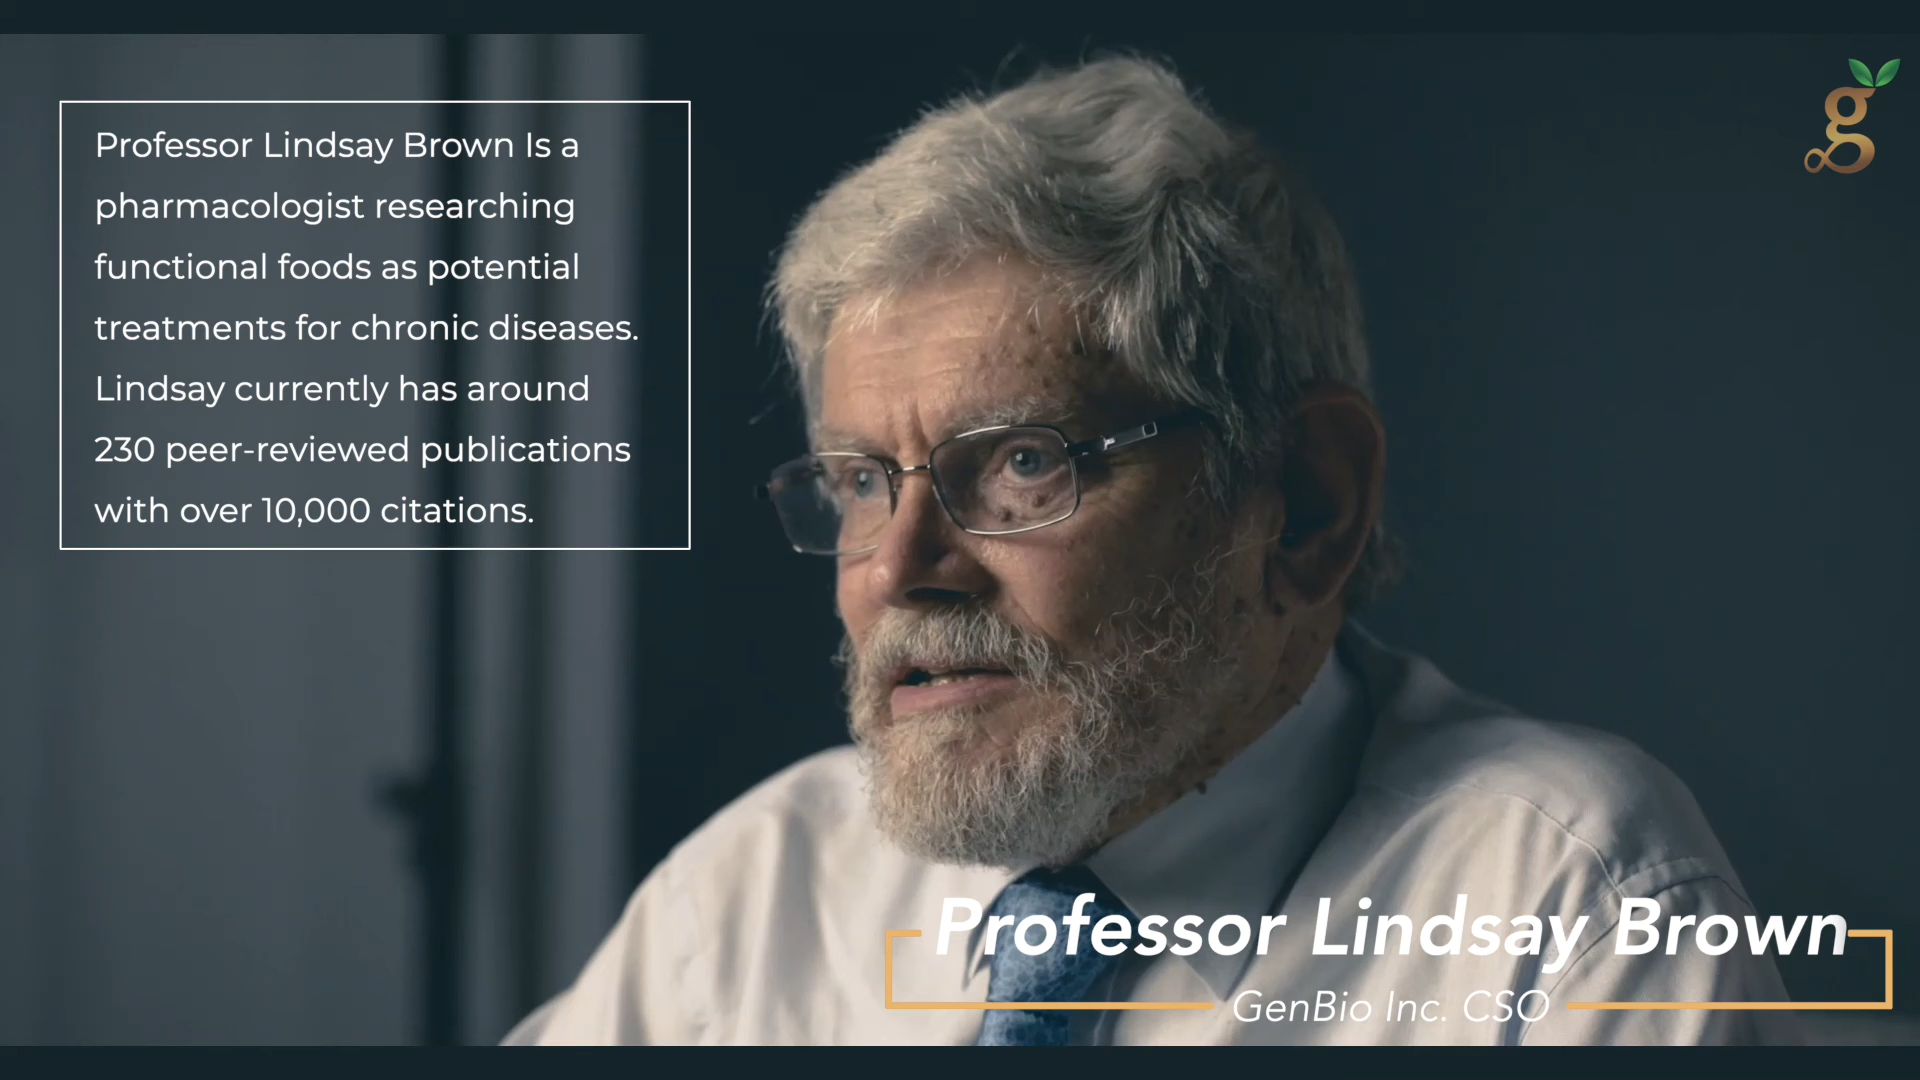 Professor Lindsay Brown Is a
pharmacologist researching
functional foods as potential
treatments for chronic diseases.
Lindsay currently has around
230 peer-reviewed publications
with over 10,000 citations.
g
Professor Lindsay Brown
GenBio Inc. CSO